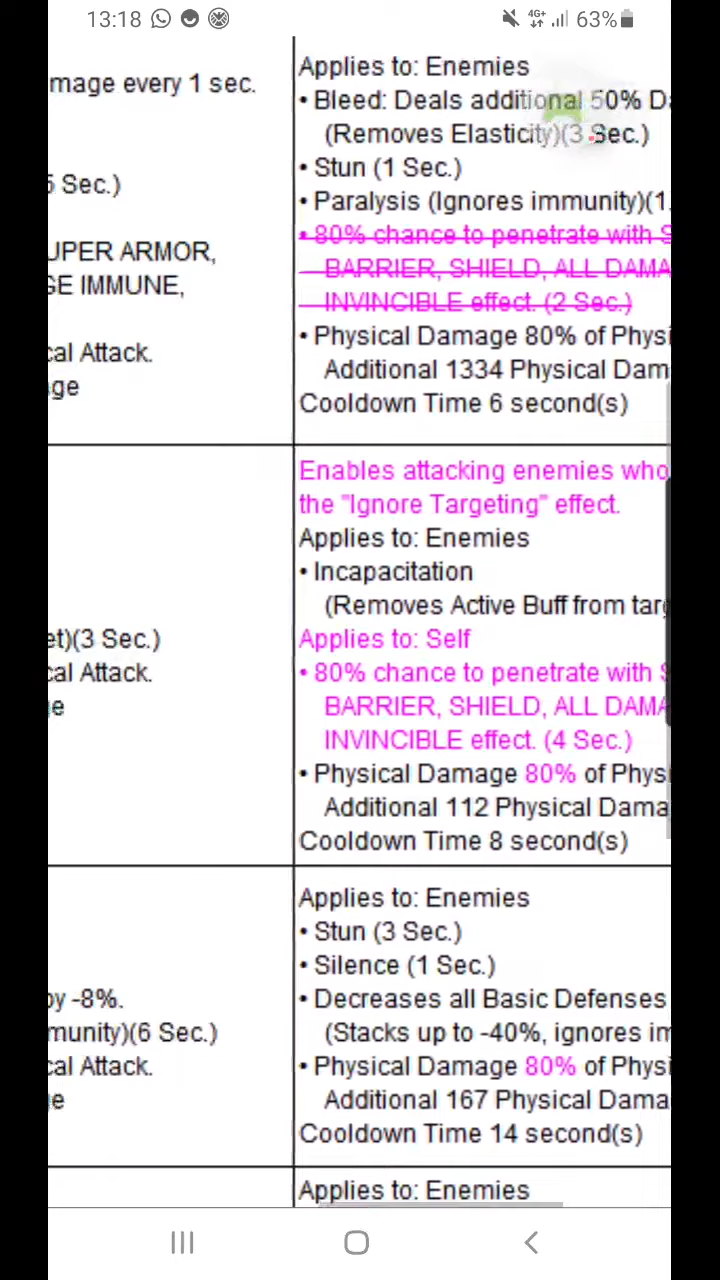 13:18 4G+ 63%
mage every 1 sec.
5 Sec.)
UPER ARMOR,
GE IMMUNE,
cal Attack.
ge
Applies to: Enemies
• Bleed: Deals additional 50% Da
(Removes Elasticity)(3 Sec.)
• Stun (1 Sec.)
• Paralysis (Ignores immunity)(1.
• 80% chance to penetrate with S
BARRIER, SHIELD, ALL DAMA
INVINCIBLE effect. (2 Sec.)
• Physical Damage 80% of Physi
Additional 1334 Physical Dam
Cooldown Time 6 second(s)
et)(3 Sec.)
cal Attack.
e
Enables attacking enemies who
the "Ignore Targeting" effect.
Applies to: Enemies
• Incapacitation
(Removes Active Buff from targ
Applies to: Self
• 80% chance to penetrate with S
BARRIER, SHIELD, ALL DAMA
INVINCIBLE effect. (4 Sec.)
• Physical Damage 80% of Physi
Additional 112 Physical Dama
Cooldown Time 8 second(s)
by -8%.
munity)(6 Sec.)
cal Attack.
e
Applies to: Enemies
• Stun (3 Sec.)
• Silence (1 Sec.)
• Decreases all Basic Defenses
(Stacks up to -40%, ignores im
• Physical Damage 80% of Physi
Additional 167 Physical Dama
Cooldown Time 14 second(s)
Applies to: Enemies